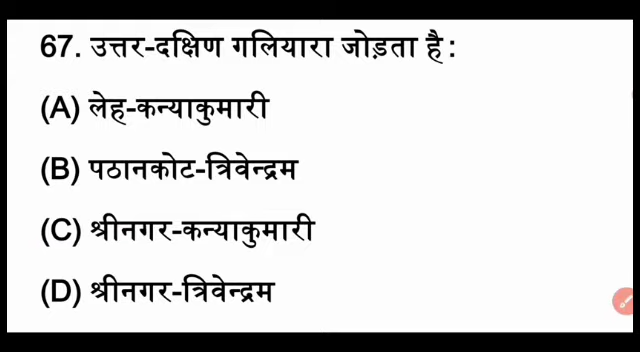 67. उत्तर-दक्षिण गलियारा जोड़ता है :
(A) लेह-कन्याकुमारी
(B) पठानकोट-त्रिवेन्द्रम
(C) श्रीनगर-कन्याकुमारी
(D) श्रीनगर-त्रिवेन्द्रम